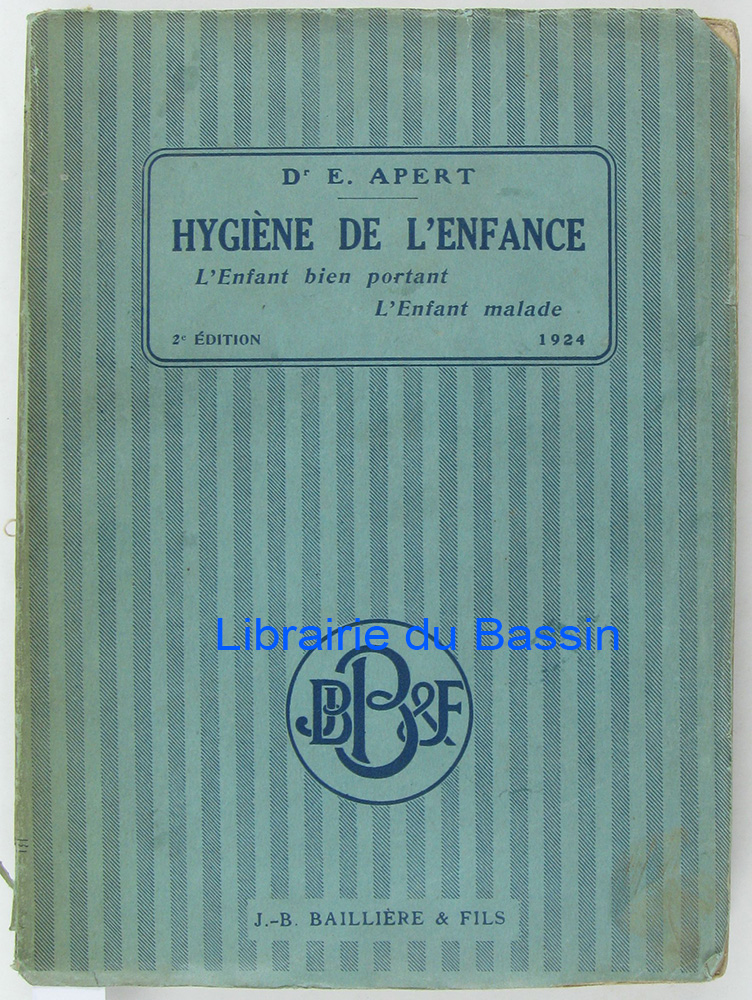 Dr E. APERT
HYGIÈNE DE L'ENFANCE
L'Enfant bien portant
L'Enfant malade
2e ÉDITION 1924
Librairie du Bassin
JBB&F
J.-B. BAILLIÈRE & FILS